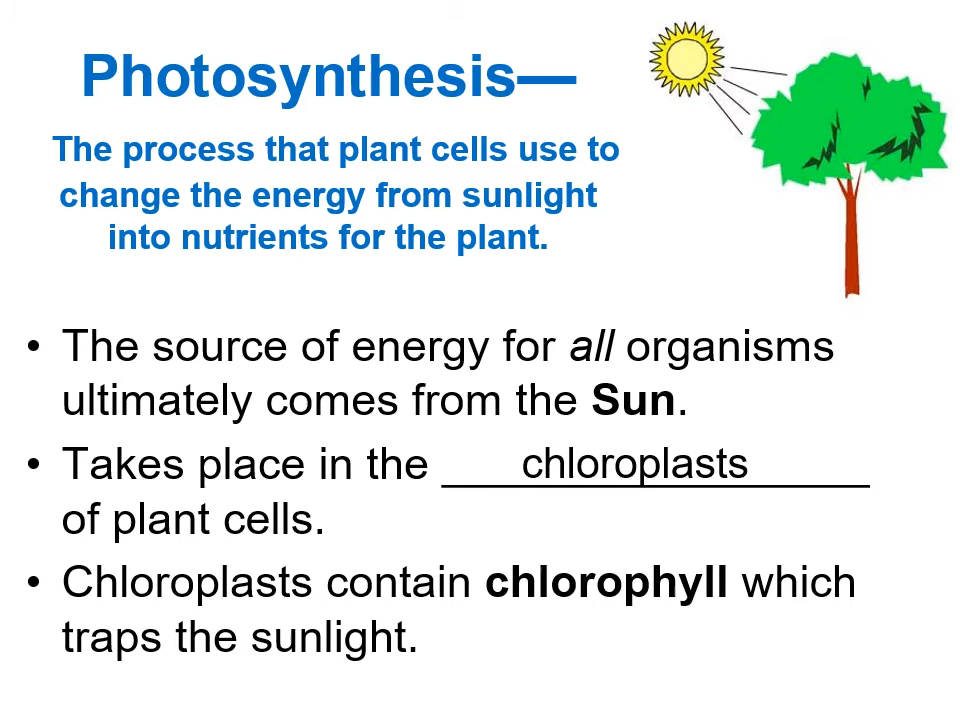 Photosynthesis—
The process that plant cells use to
change the energy from sunlight
into nutrients for the plant.
• The source of energy for all organisms
ultimately comes from the Sun.
• Takes place in the ___chloroplasts_____
of plant cells.
• Chloroplasts contain chlorophyll which
traps the sunlight.